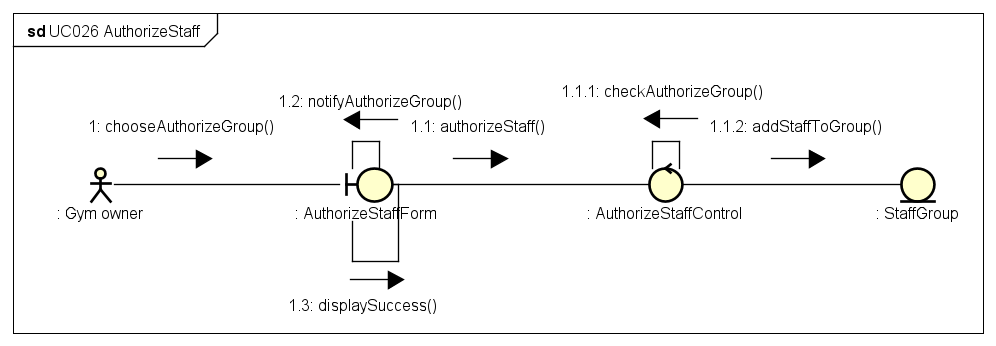 sd UC026 AuthorizeStaff
1.2: notifyAuthorizeGroup()
1.1.1: checkAuthorizeGroup()
1: chooseAuthorizeGroup()
1.1: authorizeStaff()
1.1.2: addStaffToGroup()
: Gym owner
: AuthorizeStaffForm
: AuthorizeStaffControl
: StaffGroup
1.3: displaySuccess()